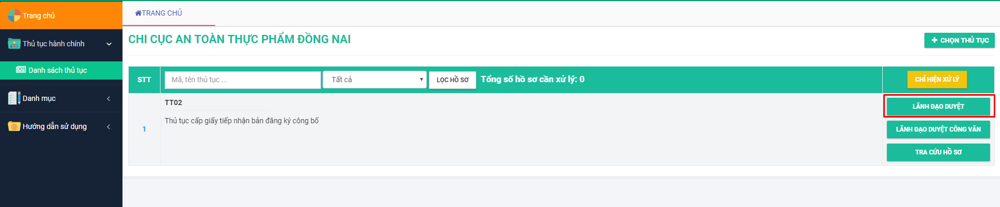 Trang chủ
TRANG CHỦ
Thủ tục hành chính
Danh sách thủ tục
Danh mục
Hướng dẫn sử dụng
CHI CỤC AN TOÀN THỰC PHẨM ĐỒNG NAI
CHỌN THỦ TỤC
STT
Mã, tên thủ tục ...
Tất cả
LỌC HỒ SƠ
Tổng số hồ sơ cần xử lý: 0
CHỈ HIỆN XỬ LÝ
1
TT02
Thủ tục cấp giấy tiếp nhận bản đăng ký công bố
LÃNH ĐẠO DUYỆT
LÃNH ĐẠO DUYỆT CÔNG VĂN
TRA CỨU HỒ SƠ